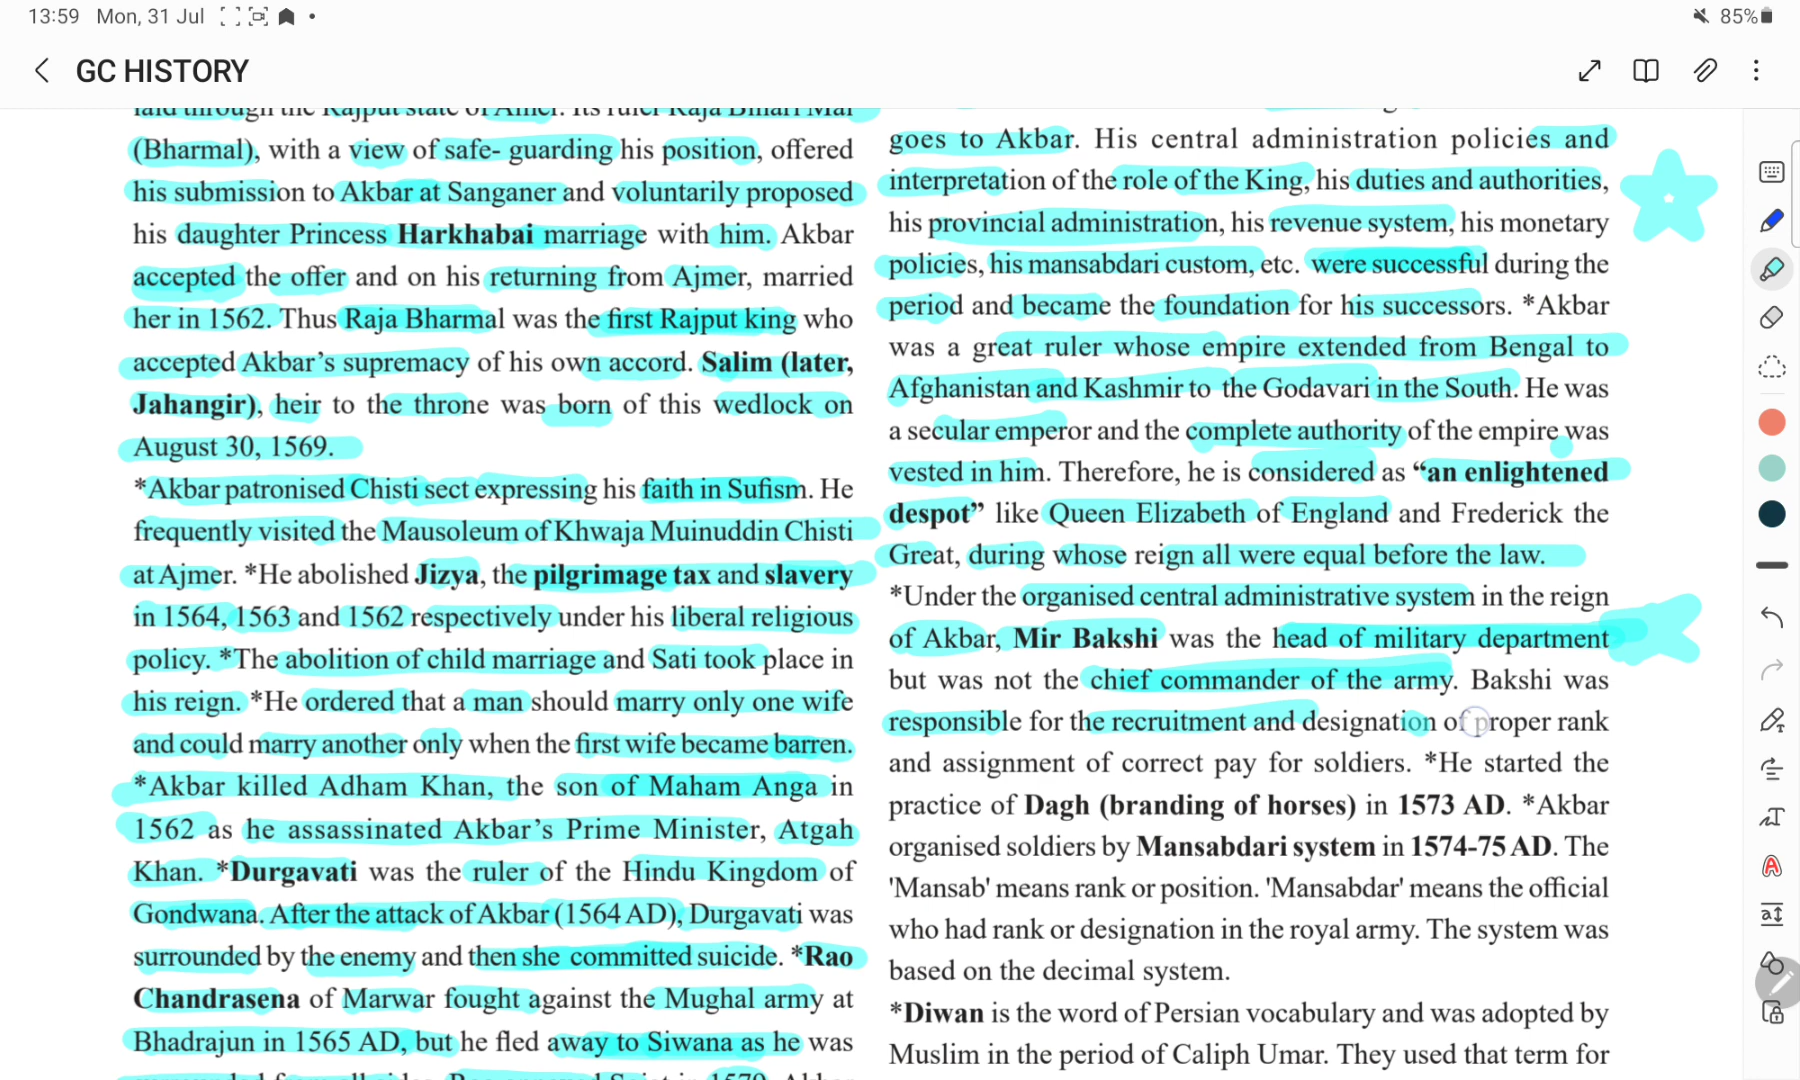 13:59 Mon, 31 Jul
85%
GC HISTORY
laid through the Rajput state of Amer. Its ruler Raja Bihari Mal
(Bharmal), with a view of safe- guarding his position, offered
his submission to Akbar at Sanganer and voluntarily proposed
his daughter Princess Harkhabai marriage with him. Akbar
accepted the offer and on his returning from Ajmer, married
her in 1562. Thus Raja Bharmal was the first Rajput king who
accepted Akbar’s supremacy of his own accord. Salim (later,
Jahangir), heir to the throne was born of this wedlock on
August 30, 1569.
*Akbar patronised Chisti sect expressing his faith in Sufism. He
frequently visited the Mausoleum of Khwaja Muinuddin Chisti
at Ajmer. *He abolished Jizya, the pilgrimage tax and slavery
in 1564, 1563 and 1562 respectively under his liberal religious
policy. *The abolition of child marriage and Sati took place in
his reign. *He ordered that a man should marry only one wife
and could marry another only when the first wife became barren.
*Akbar killed Adham Khan, the son of Maham Anga in
1562 as he assassinated Akbar’s Prime Minister, Atgah
Khan. *Durgavati was the ruler of the Hindu Kingdom of
Gondwana. After the attack of Akbar (1564 AD), Durgavati was
surrounded by the enemy and then she committed suicide. *Rao
Chandrasena of Marwar fought against the Mughal army at
Bhadrajun in 1565 AD, but he fled away to Siwana as he was
goes to Akbar. His central administration policies and
interpretation of the role of the King, his duties and authorities,
his provincial administration, his revenue system, his monetary
policies, his mansabdari custom, etc. were successful during the
period and became the foundation for his successors. *Akbar
was a great ruler whose empire extended from Bengal to
Afghanistan and Kashmir to the Godavari in the South. He was
a secular emperor and the complete authority of the empire was
vested in him. Therefore, he is considered as “an enlightened
despot” like Queen Elizabeth of England and Frederick the
Great, during whose reign all were equal before the law.
*Under the organised central administrative system in the reign
of Akbar, Mir Bakshi was the head of military department
but was not the chief commander of the army. Bakshi was
responsible for the recruitment and designation of proper rank
and assignment of correct pay for soldiers. *He started the
practice of Dagh (branding of horses) in 1573 AD. *Akbar
organised soldiers by Mansabdari system in 1574-75 AD. The
'Mansab' means rank or position. 'Mansabdar' means the official
who had rank or designation in the royal army. The system was
based on the decimal system.
*Diwan is the word of Persian vocabulary and was adopted by
Muslim in the period of Caliph Umar. They used that term for